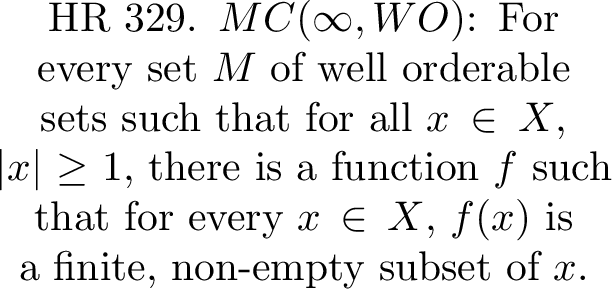 HR 329. MC(∞, WO): For
every set M of well orderable
sets such that for all x ∈ X,
|x| ≥ 1, there is a function f such
that for every x ∈ X, f(x) is
a finite, non-empty subset of x.